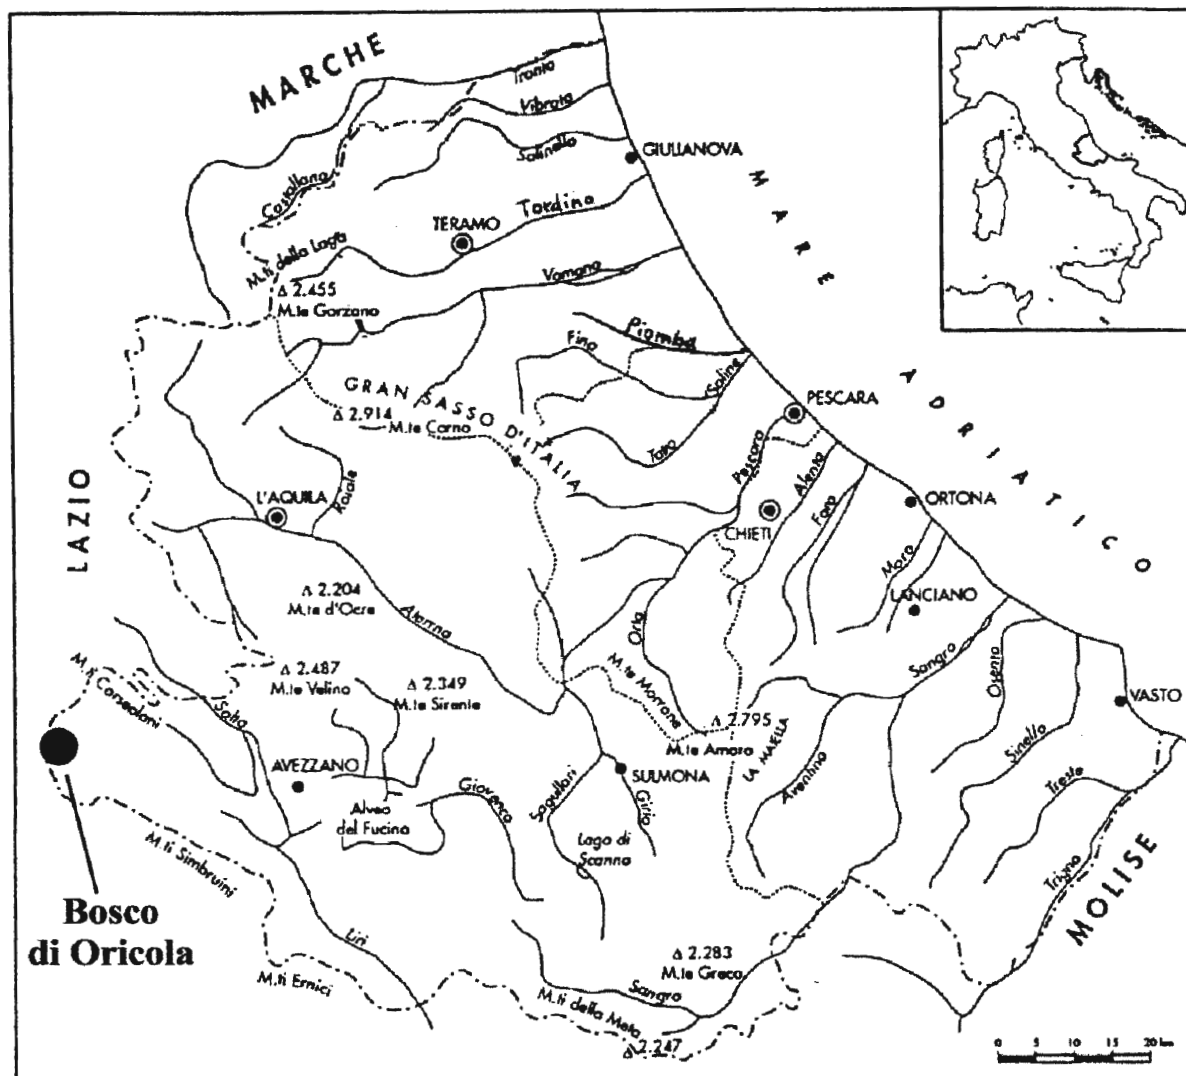 MARCHE
Tronto
Vibrata
Salinello
GIULIANOVA
Castellano
TERAMO
Tordino
M.ti della Laga
Vomano
Δ 2.455
M.te Gorzano
MARE ADRIATICO
Piomba
Fino
Saline
GRAN SASSO D'ITALIA
Δ 2.914
M.te Corno
PESCARA
Tavo
Pescara
Alento
LAZIO
L'AQUILA
Raiale
CHIETI
Foro
ORTONA
Moro
LANCIANO
Δ 2.204
M.te d'Ocre
Aterno
Orta
Sangro
Osento
M.ti Carseolani
Salto
Δ 2.487
M.te Velino
Δ 2.349
M.te Sirente
M.te Morrone
Δ 2.795
M.te Amaro
LA MAJELLA
VASTO
Sinello
AVEZZANO
SULMONA
Aventino
Treste
Giovenco
Sagittario
Gizio
Alveo
del Fucino
Lago di
Scanno
M.ti Simbruini
Trigno
MOLISE
Bosco
di Oricola
Liri
Δ 2.283
M.te Greco
M.ti Ernici
Sangro
M.ti della Meta
Δ 2.247
0 5 10 15 20 km